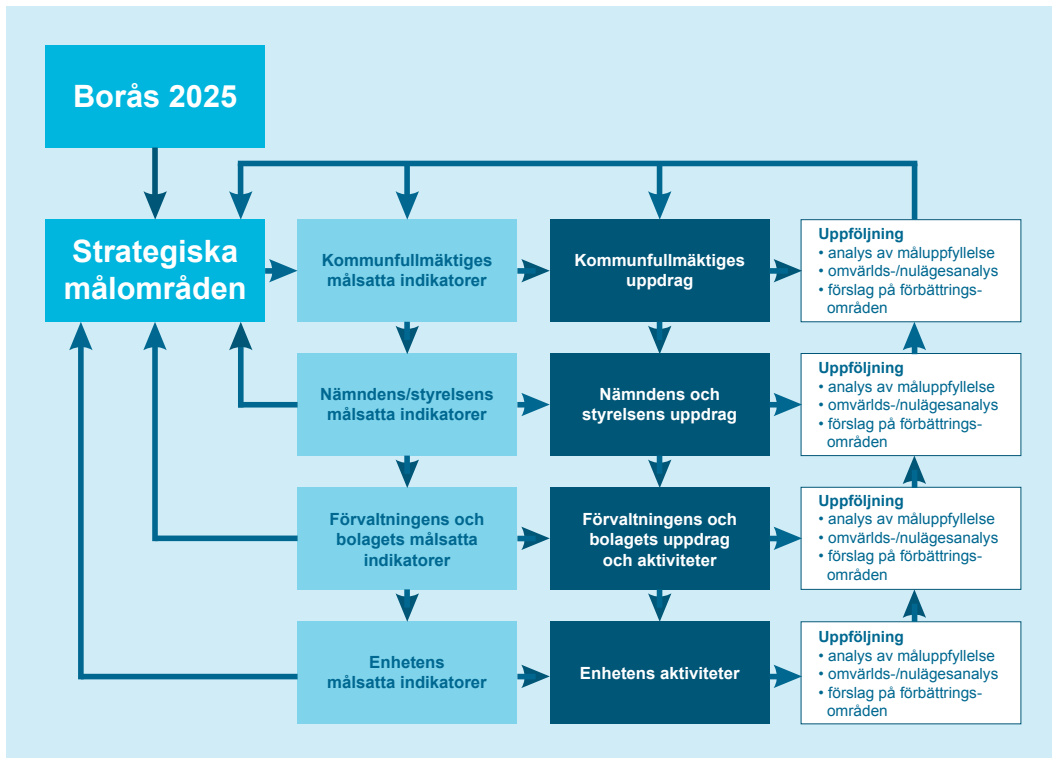 Borås 2025
Strategiska
målområden
Kommunfullmäktiges
målsatta indikatorer
Kommunfullmäktiges
uppdrag
Uppföljning
• analys av måluppfyllelse
• omvärlds-/nulägesanalys
• förslag på förbättrings-
områden
Nämndens/styrelsens
målsatta indikatorer
Nämndens och
styrelsens uppdrag
Uppföljning
• analys av måluppfyllelse
• omvärlds-/nulägesanalys
• förslag på förbättrings-
områden
Förvaltningens och
bolagets målsatta
indikatorer
Förvaltningens och
bolagets uppdrag
och aktiviteter
Uppföljning
• analys av måluppfyllelse
• omvärlds-/nulägesanalys
• förslag på förbättrings-
områden
Enhetens
målsatta indikatorer
Enhetens aktiviteter
Uppföljning
• analys av måluppfyllelse
• omvärlds-/nulägesanalys
• förslag på förbättrings-
områden